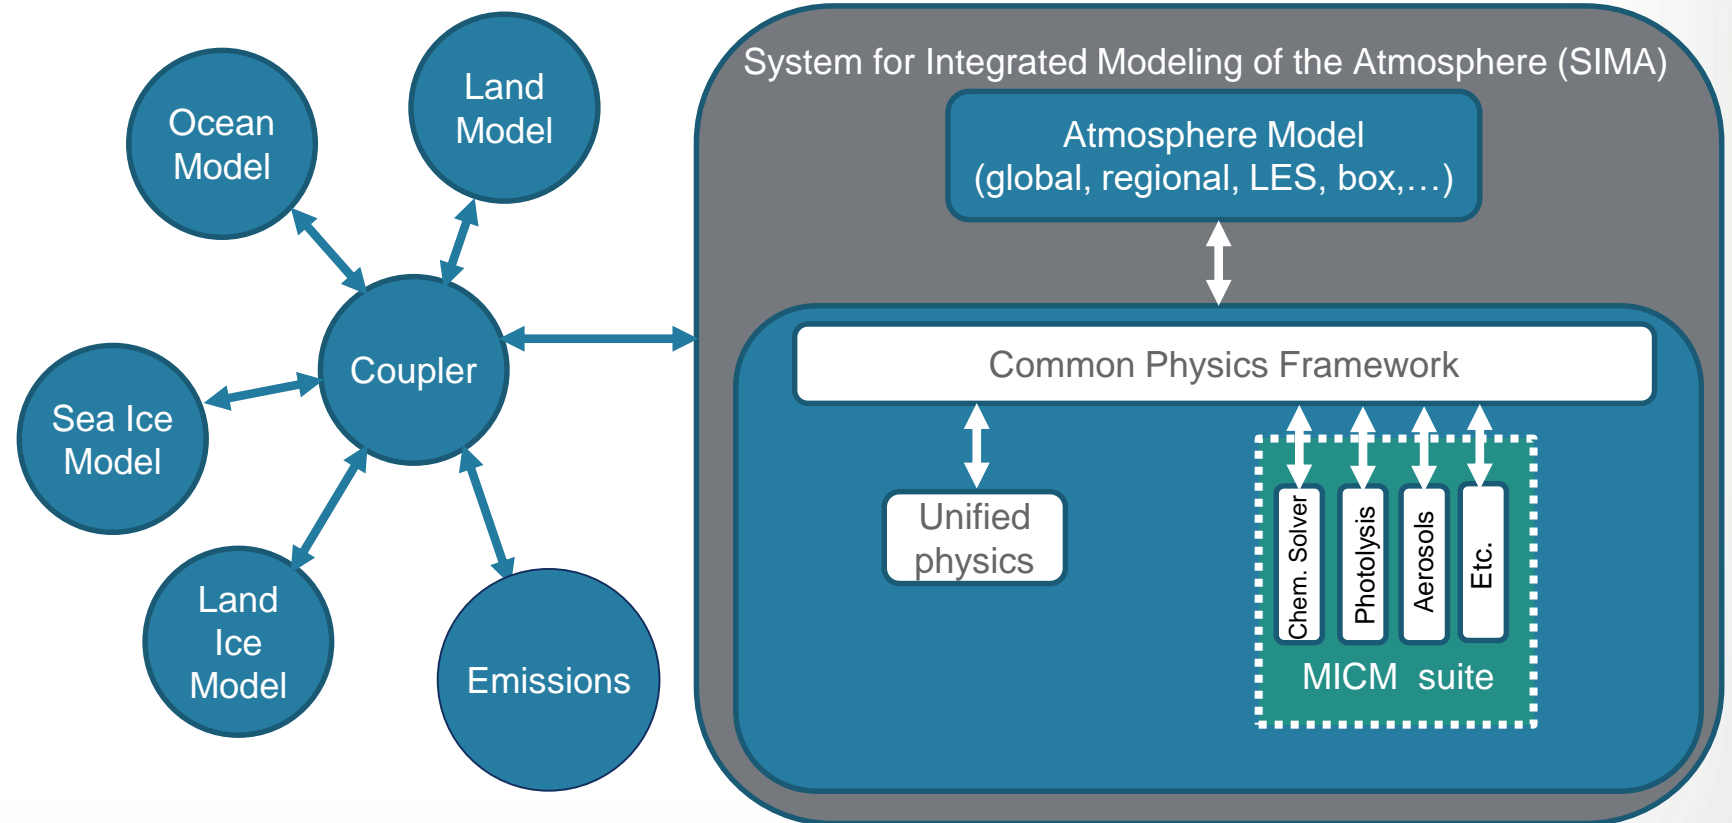 System for Integrated Modeling of the Atmosphere (SIMA)
Land
Model
Ocean
Model
Atmosphere Model
(global, regional, LES, box,...)
Coupler
Common Physics Framework
Sea Ice
Model
Unified
physics
Chem. Solver
Photolysis
Aerosols
Etc.
MICM suite
Land
Ice
Model
Emissions